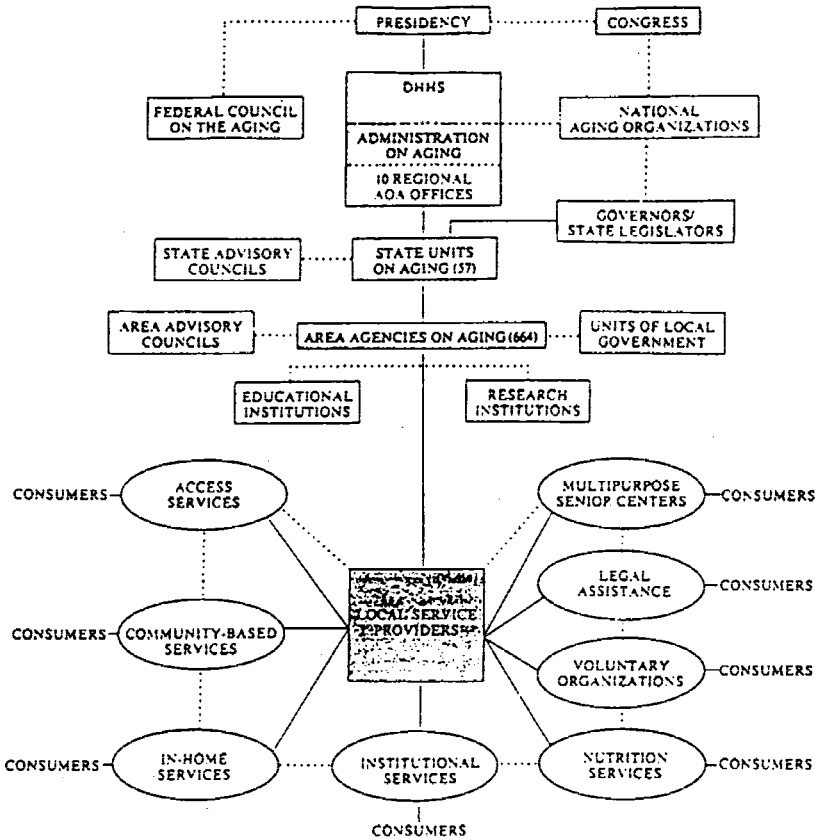 PRESIDENCY
CONGRESS
DHHS
FEDERAL COUNCIL
ON THE AGING
NATIONAL
AGING ORGANIZATIONS
ADMINISTRATION
ON AGING
10 REGIONAL
AOA OFFICES
GOVERNORS/
STATE LEGISLATORS
STATE ADVISORY
COUNCILS
STATE UNITS
ON AGING (57)
AREA ADVISORY
COUNCILS
AREA AGENCIES ON AGING (664)
UNITS OF LOCAL
GOVERNMENT
EDUCATIONAL
INSTITUTIONS
RESEARCH
INSTITUTIONS
CONSUMERS
ACCESS
SERVICES
MULTIPURPOSE
SENIOR CENTERS
CONSUMERS
LEGAL
ASSISTANCE
CONSUMERS
LOCAL SERVICE
PROVIDERS
CONSUMERS
COMMUNITY-BASED
SERVICES
VOLUNTARY
ORGANIZATIONS
CONSUMERS
CONSUMERS
IN-HOME
SERVICES
INSTITUTIONAL
SERVICES
NUTRITION
SERVICES
CONSUMERS
CONSUMERS